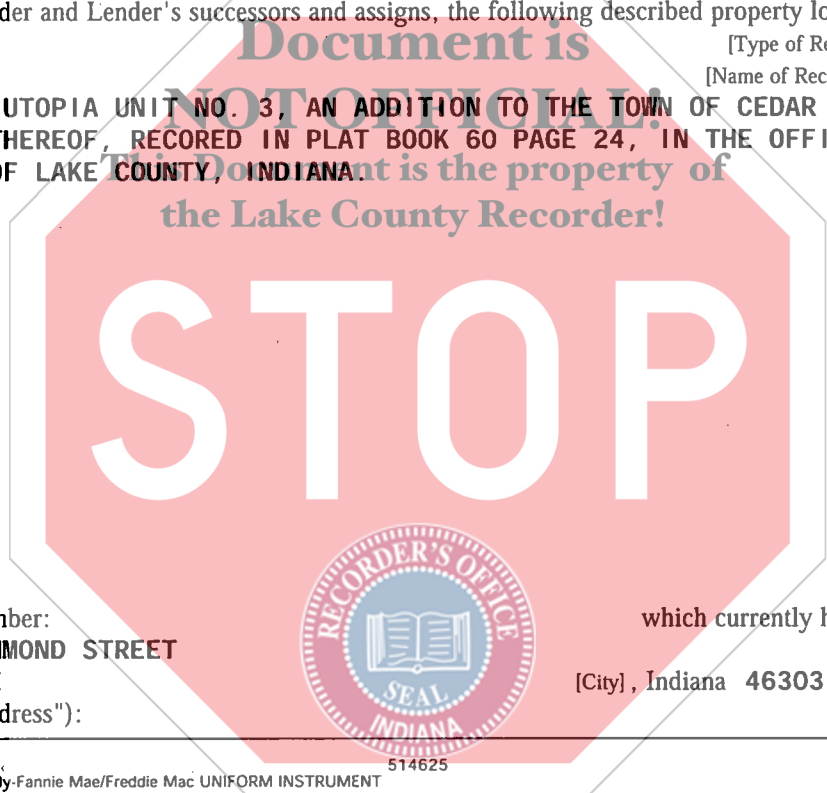 der and Lender's successors and assigns, the following described property lo
Document is
[Type of Re
NOT OFFICIAL!
[Name of Rec
UTOPIA UNIT NO. 3, AN ADDITION TO THE TOWN OF CEDAR
THEREOF, RECORED IN PLAT BOOK 60 PAGE 24, IN THE OFFI
This Document is the property of
OF LAKE COUNTY, INDIANA.
the Lake County Recorder!
STOP
RECORDER'S OFFICE
SEAL
INDIANA
ber: which currently h
MOND STREET
[City], Indiana 46303
dress"):
514625
y-Fannie Mae/Freddie Mac UNIFORM INSTRUMENT